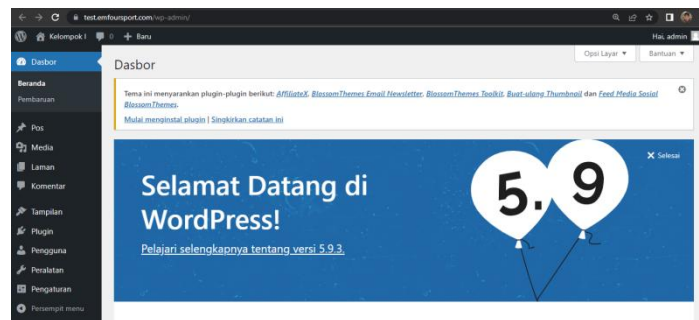 test.emfoursport.com/wp-admin/
Kelompok I 0 + Baru Hai, admin
Opsi Layar ▼ Bantuan ▼
Dasbor
Dasbor
Beranda
Pembaruan
Pos
Media
Laman
Komentar
Tampilan
Plugin
Pengguna
Peralatan
Pengaturan
Persempit menu
Tema ini menyarankan plugin-plugin berikut: AffiliateX, BlossomThemes Email Newsletter, BlossomThemes Toolkit, Buat-ulang Thumbnail dan Feed Media Sosial
BlossomThemes.
Mulai menginstal plugin | Singkirkan catatan ini
Selesai
Selamat Datang di
WordPress!
Pelajari selengkapnya tentang versi 5.9.3.
5.9